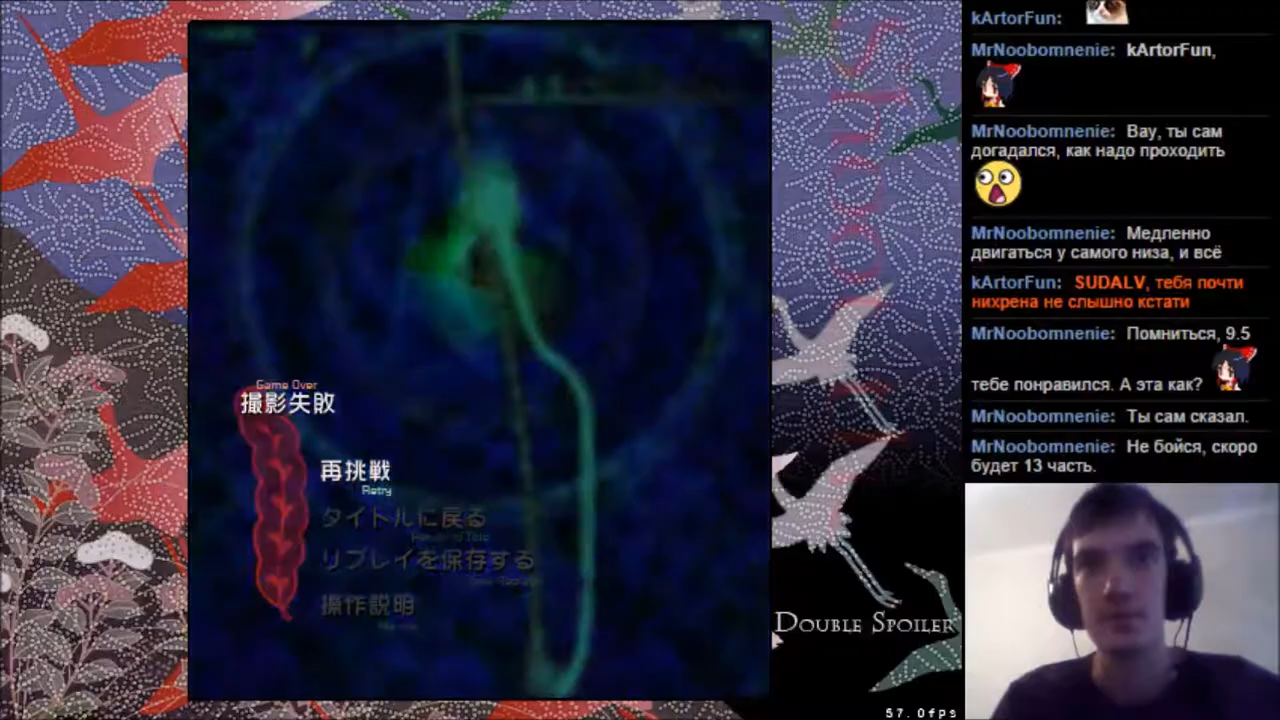 Game Over
撮影失敗
再挑戦
Retry
タイトルに戻る
リプレイを保存する
操作説明
DOUBLE SPOILER
57.0fps
kArtorFun:
MrNoobomnenie: kArtorFun,
MrNoobomnenie: Вау, ты сам
догадался, как надо проходить
MrNoobomnenie: Медленно
двигаться у самого низа, и всё
kArtorFun: SUDALV, тебя почти
нихрена не слышно кстати
MrNoobomnenie: Помниться, 9.5
тебе понравился. А эта как?
MrNoobomnenie: Ты сам сказал.
MrNoobomnenie: Не бойся, скоро
будет 13 часть.